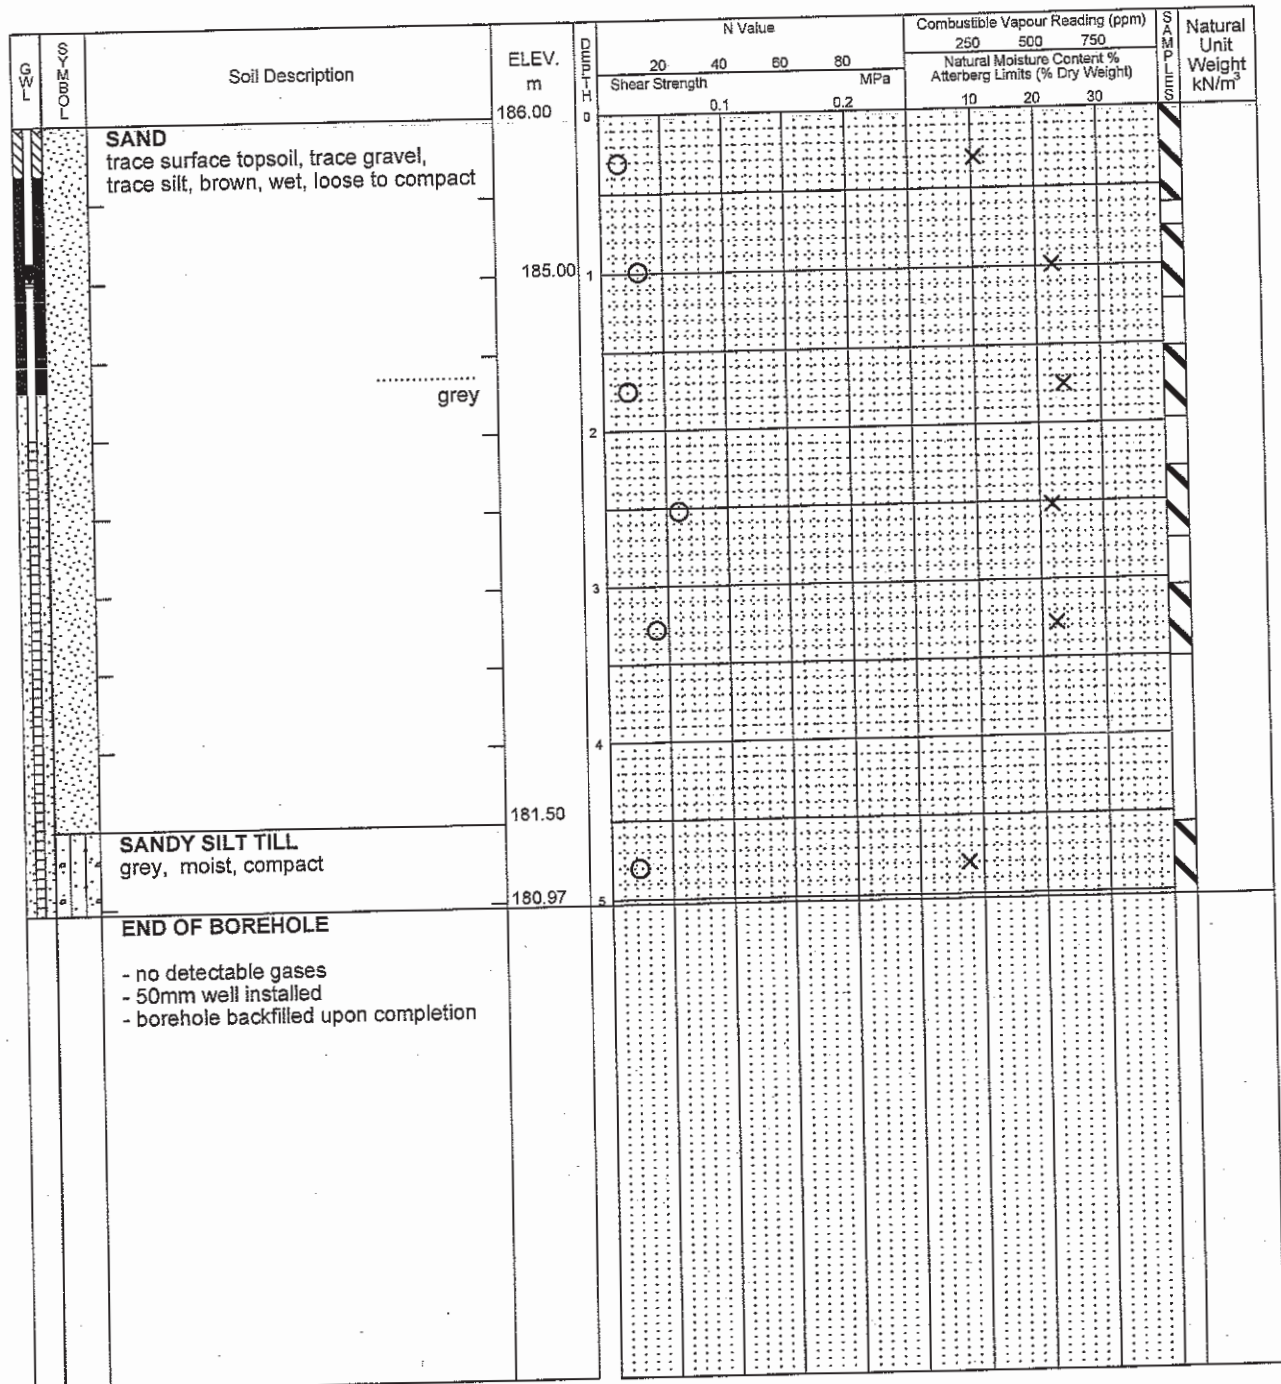 GWL
SYMBOL
Soil Description
ELEV.
m
DEPTH
N Value
20 40 60 80
Shear Strength MPa
0.1 0.2
Combustible Vapour Reading (ppm)
250 500 750
Natural Moisture Content %
Atterberg Limits (% Dry Weight)
10 20 30
SAMPLES
Natural
Unit
Weight
kN/m³
186.00
0
SAND
trace surface topsoil, trace gravel,
trace silt, brown, wet, loose to compact
185.00
1
grey
2
3
4
181.50
SANDY SILT TILL
grey, moist, compact
180.97
5
END OF BOREHOLE
- no detectable gases
- 50mm well installed
- borehole backfilled upon completion